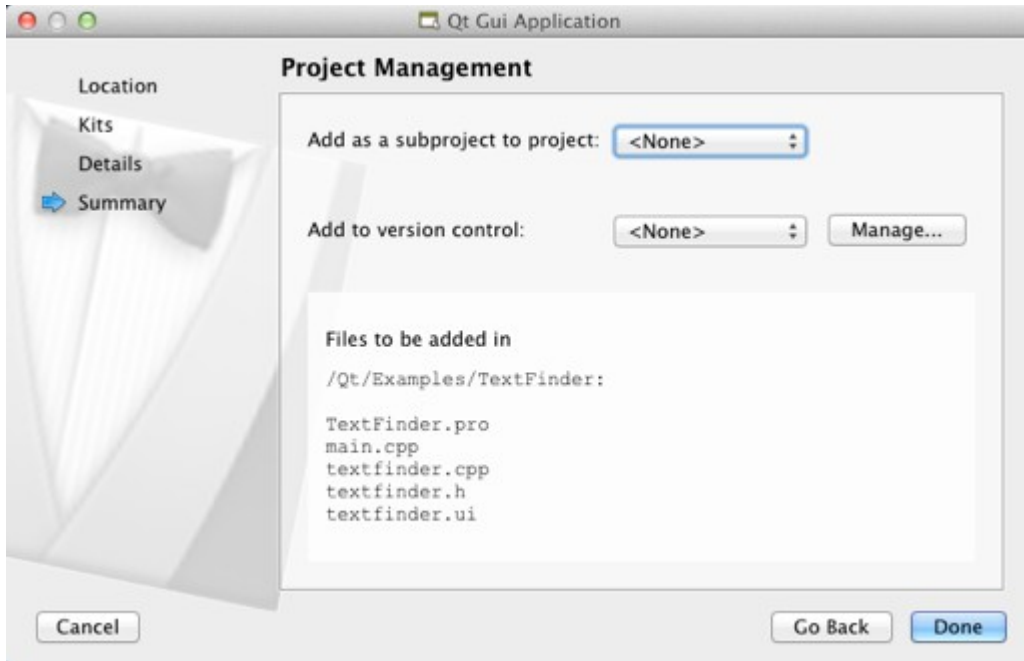 Qt Gui Application
Location
Kits
Details
Summary
Project Management
Add as a subproject to project: <None>
Add to version control: <None> Manage...
Files to be added in
/Qt/Examples/TextFinder:
TextFinder.pro
main.cpp
textfinder.cpp
textfinder.h
textfinder.ui
Cancel Go Back Done